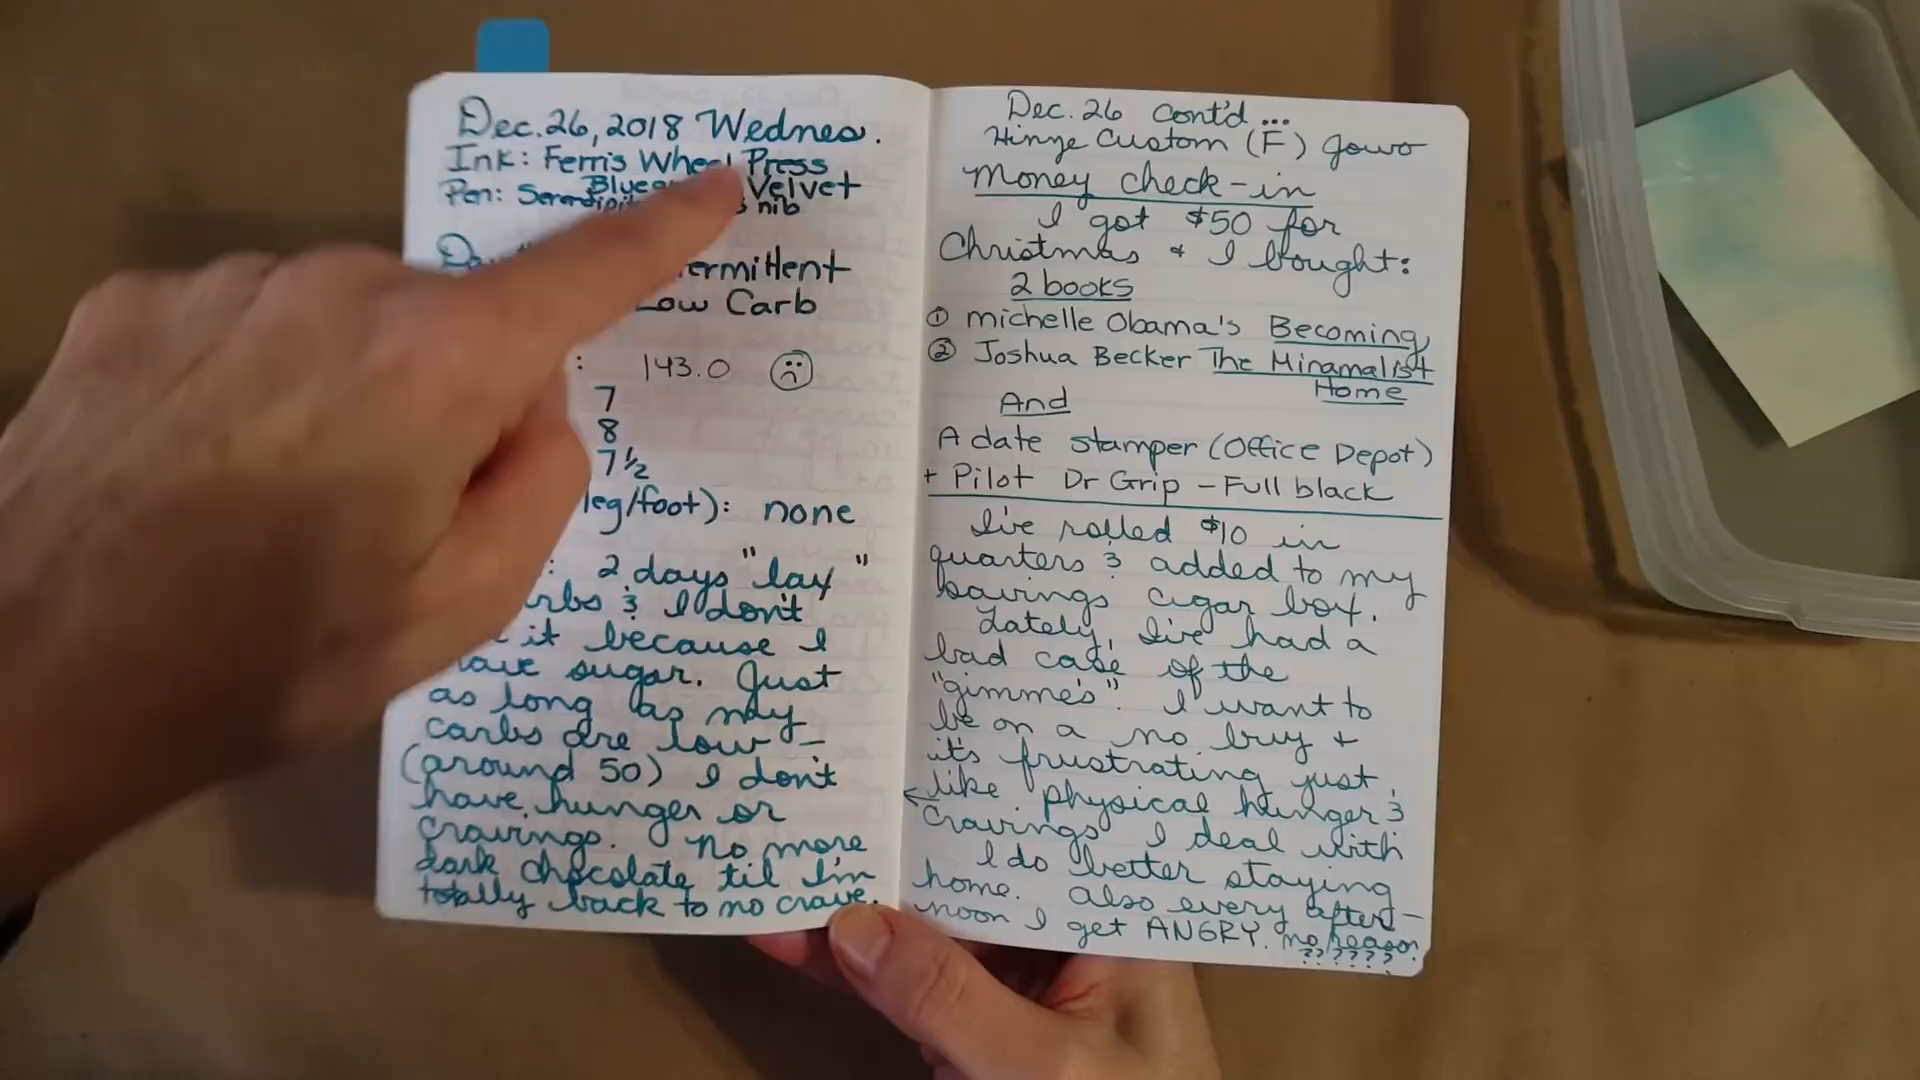 Dec. 26, 2018 Wednes.
Ink: Ferris Wheel Press
Velvet
Pen: nib
Low Carb
: 143.0
7
8
7 1/2
leg/foot): none
: 2 days "lax"
& I don't
it because I
sugar. Just
as long as my
carbs are low –
(around 50) I don't
have hunger or
cravings. No more
dark chocolate til I'm
totally back to no crave.
Dec. 26 Cont'd...
Custom (F) Jowo
Money check-in
I got $50 for
Christmas & I bought:
2 books
① Michelle Obama's Becoming
② Joshua Becker The Minamalist
Home
And
A date stamper (Office Depot)
+ Pilot Dr Grip – Full black
I've rolled $10 in
quarters & added to my
savings cigar box.
Lately, I've had a
bad case of the
"gimme's". I want to
be on a no buy &
it's frustrating just
like physical hunger &
cravings I deal with
I do better staying
home. Also every after–
noon I get ANGRY. no reason.
??????